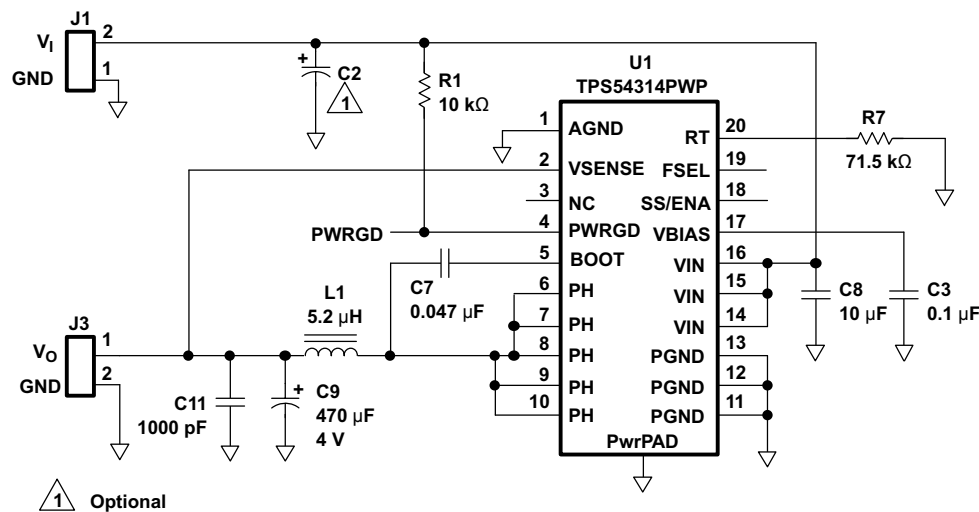 J1
VI
2
GND
1
C2
1
R1
10 kΩ
U1
TPS54314PWP
1
AGND
2
VSENSE
3
NC
4
PWRGD
5
BOOT
6
PH
7
PH
8
PH
9
PH
10
PH
20
RT
19
FSEL
18
SS/ENA
17
VBIAS
16
VIN
15
VIN
14
VIN
13
PGND
12
PGND
11
PGND
PwrPAD
R7
71.5 kΩ
PWRGD
C7
0.047 µF
L1
5.2 µH
C8
10 µF
C3
0.1 µF
J3
VO
1
GND
2
C11
1000 pF
C9
470 µF
4 V
1 Optional